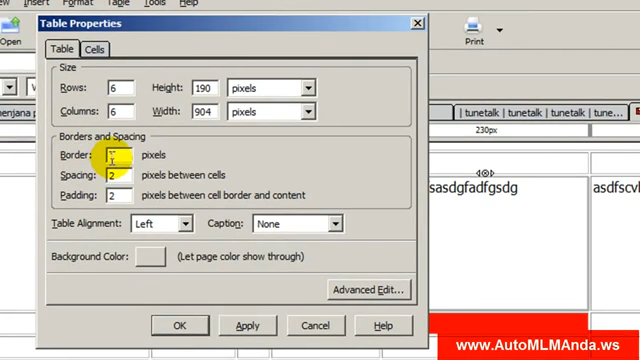 Insert Format Table Tools Help
Table Properties
Open
Print
Table Cells
Size
Rows: 6 Height: 190 pixels
Columns: 6 Width: 904 pixels
| tunetalk | tunetalk | tunetalk
230px
Borders and Spacing
Border: pixels
Spacing: 2 pixels between cells
Padding: 2 pixels between cell border and content
sasdgfadfgsdg
Table Alignment: Left Caption: None
Background Color: (Let page color show through)
Advanced Edit...
OK Apply Cancel Help
www.AutoMLMAnda.ws